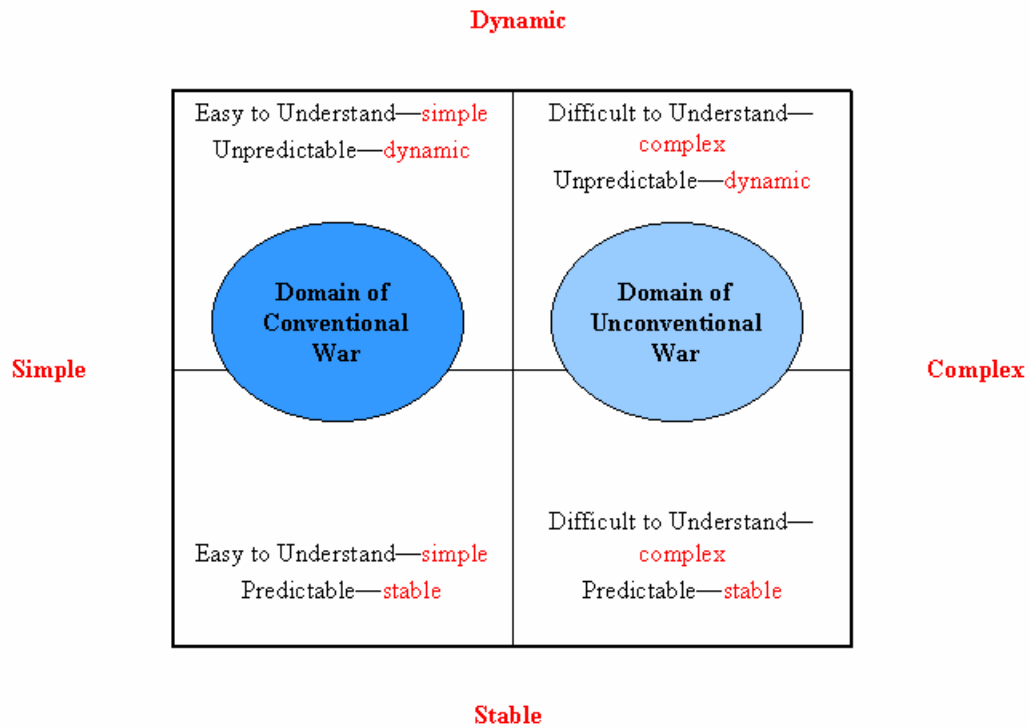 Dynamic
Easy to Understand—simple
Unpredictable—dynamic
Difficult to Understand—
complex
Unpredictable—dynamic
Domain of
Conventional
War
Domain of
Unconventional
War
Simple
Complex
Easy to Understand—simple
Predictable—stable
Difficult to Understand—
complex
Predictable—stable
Stable